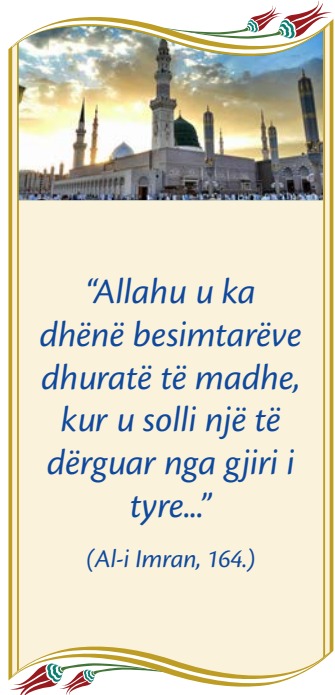 “Allahu u ka
dhënë besimtarëve
dhuratë të madhe,
kur u solli një të
dërguar nga gjiri i
tyre...”
(Al-i Imran, 164.)